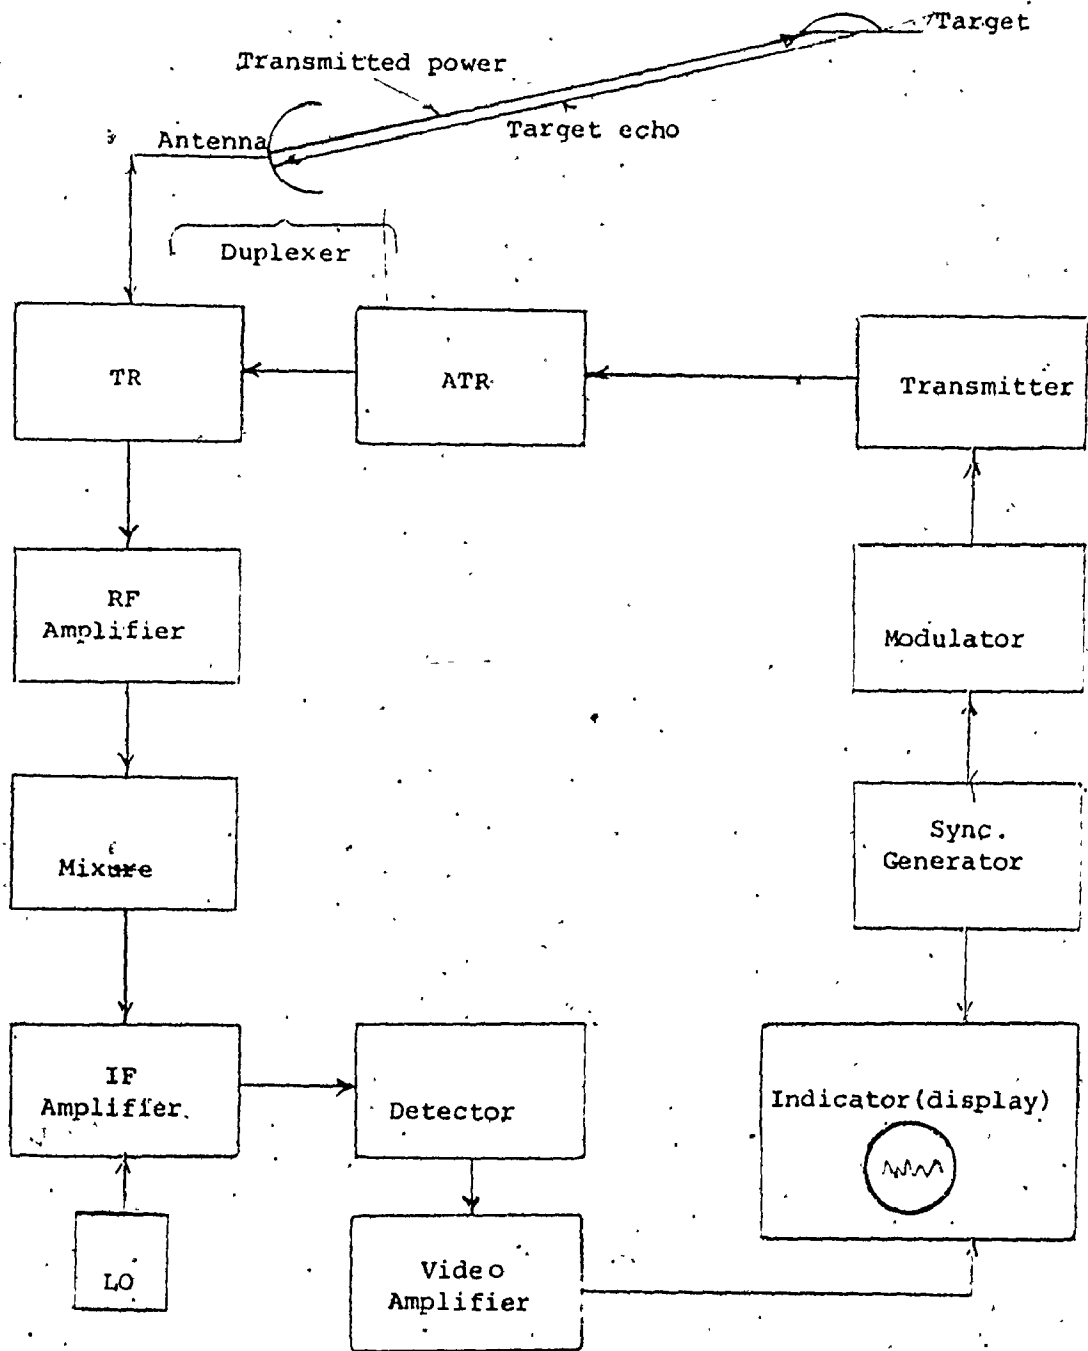 Target
Transmitted power
Target echo
Antenna
Duplexer
TR
ATR
Transmitter
RF
Amplifier
Modulator
Mixure
Sync.
Generator
IF
Amplifier
Detector
Indicator(display)
LO
Video
Amplifier